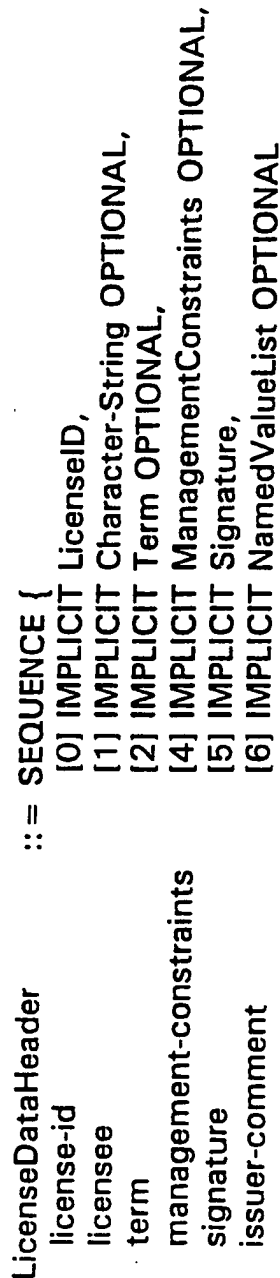 LicenseDataHeader ::= SEQUENCE {
license-id [0] IMPLICIT LicenseID,
licensee [1] IMPLICIT Character-String OPTIONAL,
term [2] IMPLICIT Term OPTIONAL,
management-constraints [4] IMPLICIT ManagementConstraints OPTIONAL,
signature [5] IMPLICIT Signature,
issuer-comment [6] IMPLICIT NamedValueList OPTIONAL